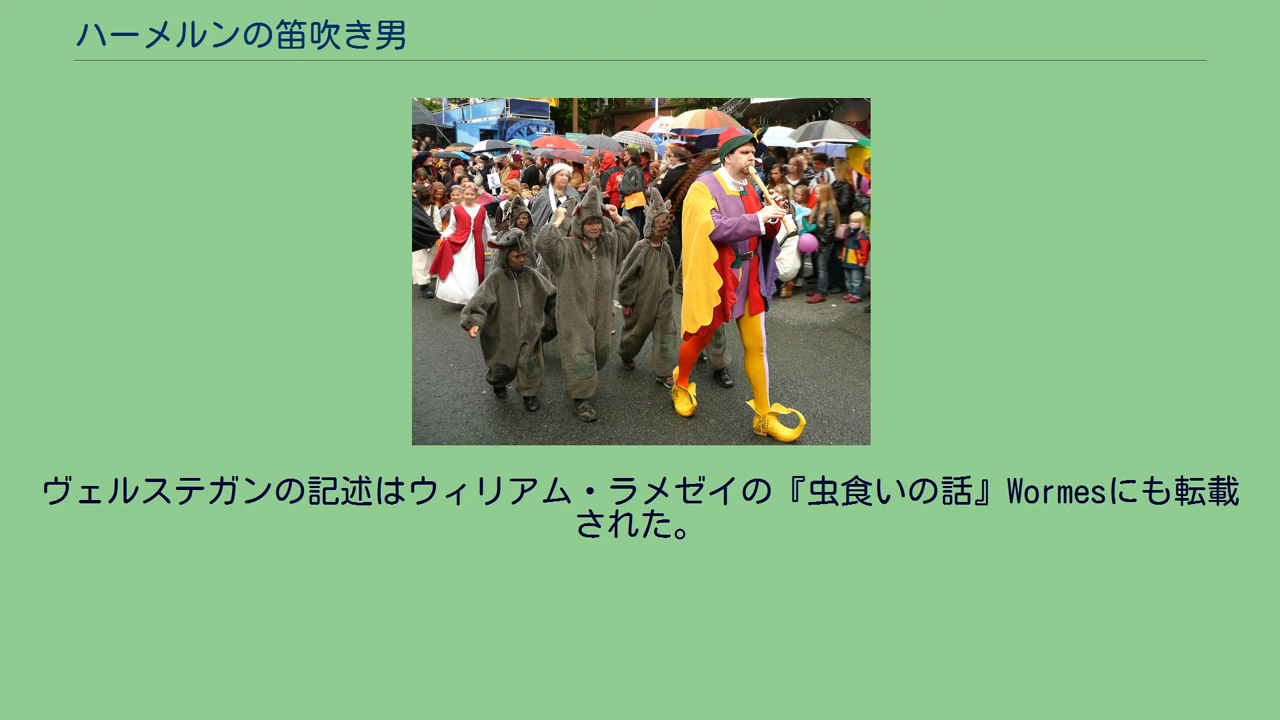 ハーメルンの笛吹き男
ヴェルステガンの記述はウィリアム・ラメゼイの『虫食いの話』Wormesにも転載
された。